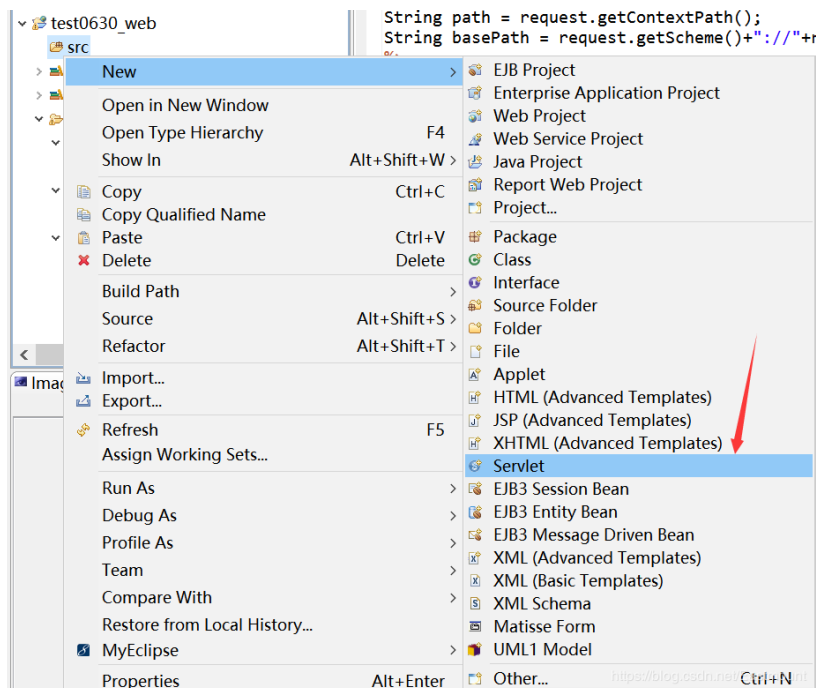 test0630_web
src
String path = request.getContextPath();
String basePath = request.getScheme()+"://"+r
%>
New
Open in New Window
Open Type Hierarchy F4
Show In Alt+Shift+W >
Copy Ctrl+C
Copy Qualified Name
Paste Ctrl+V
Delete Delete
Build Path
Source Alt+Shift+S >
Refactor Alt+Shift+T >
Import...
Export...
Refresh F5
Assign Working Sets...
Run As
Debug As
Profile As
Team
Compare With
Restore from Local History...
MyEclipse
Properties Alt+Enter
Imag
EJB Project
Enterprise Application Project
Web Project
Web Service Project
Java Project
Report Web Project
Project...
Package
Class
Interface
Source Folder
Folder
File
Applet
HTML (Advanced Templates)
JSP (Advanced Templates)
XHTML (Advanced Templates)
Servlet
EJB3 Session Bean
EJB3 Entity Bean
EJB3 Message Driven Bean
XML (Advanced Templates)
XML (Basic Templates)
XML Schema
Matisse Form
UML1 Model
Other... Ctrl+N